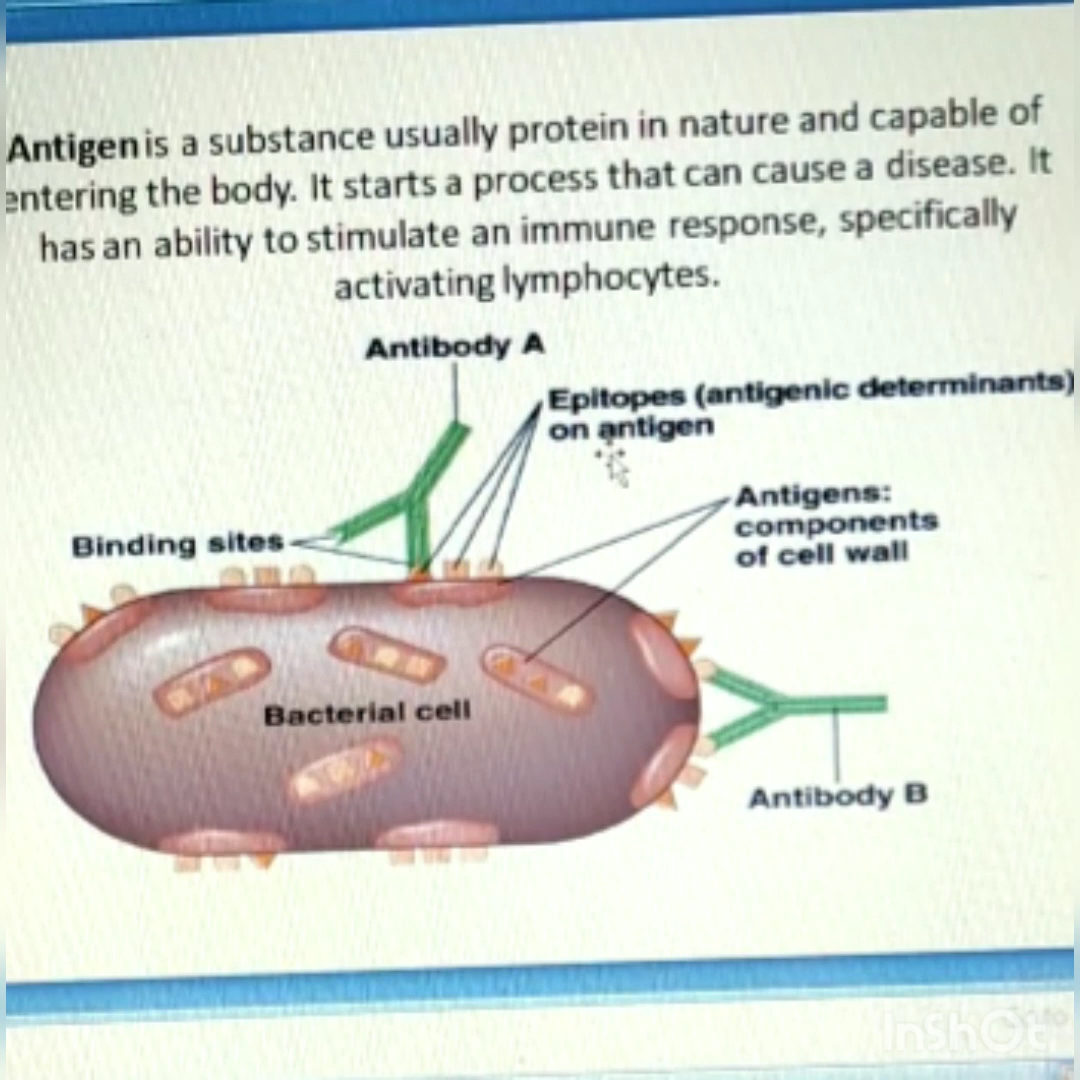 Antigen is a substance usually protein in nature and capable of
entering the body. It starts a process that can cause a disease. It
has an ability to stimulate an immune response, specifically
activating lymphocytes.
Antibody A
Epitopes (antigenic determinants)
on antigen
Antigens:
components
of cell wall
Binding sites
Bacterial cell
Antibody B
InShOt